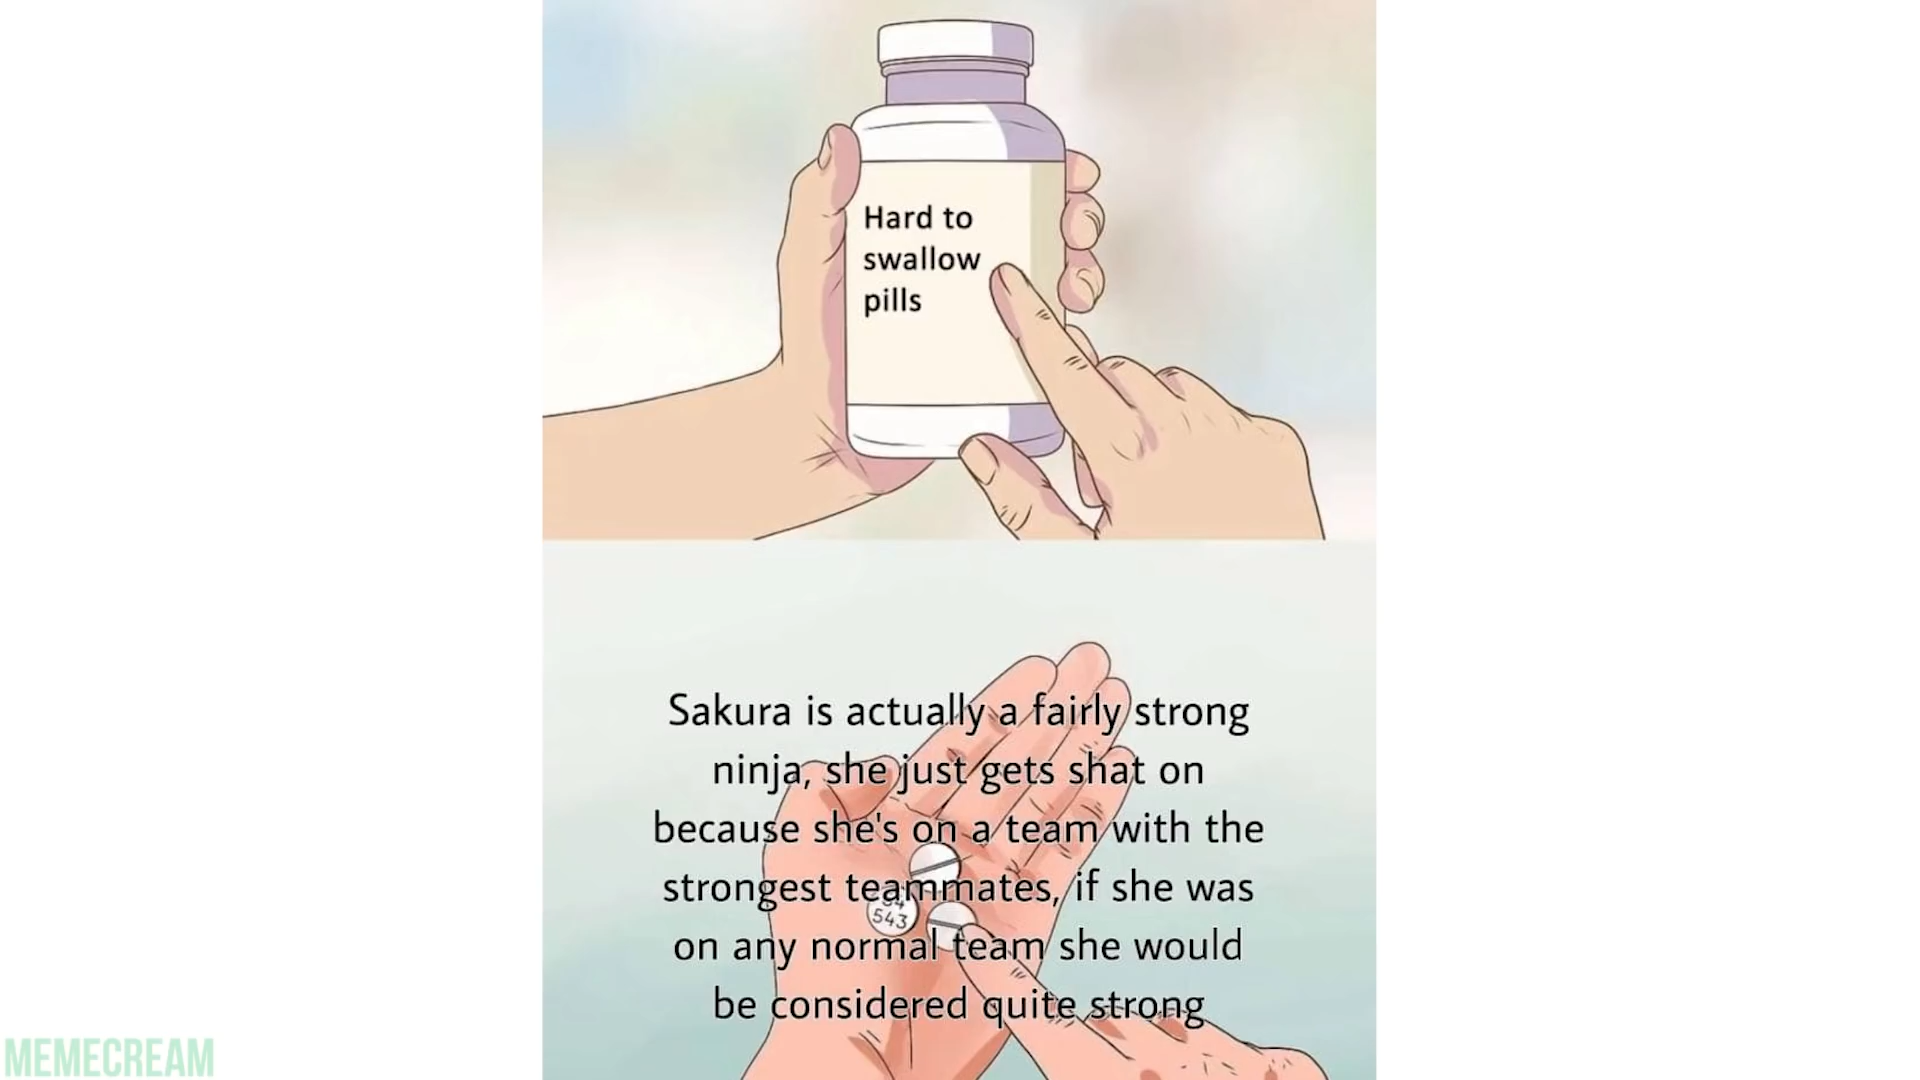 Hard to
swallow
pills
Sakura is actually a fairly strong
ninja, she just gets shat on
because she's on a team with the
strongest teammates, if she was
54
543
on any normal team she would
be considered quite strong
MEMECREAM